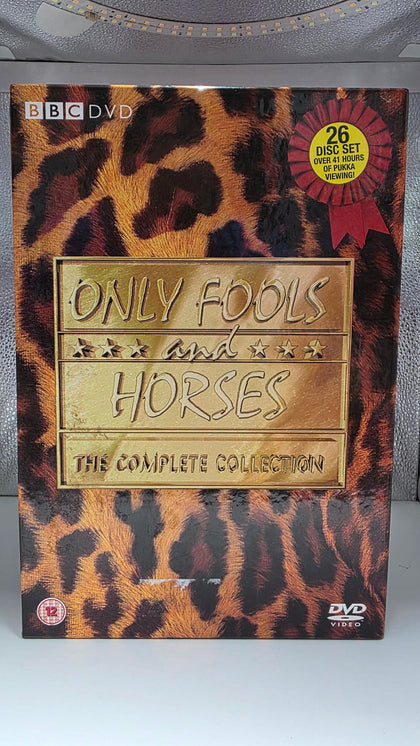 BBC DVD
26
DISC SET
OVER 41 HOURS
OF PUKKA
VIEWING!
ONLY FOOLS
and
HORSES
THE COMPLETE COLLECTION
12
DVD
VIDEO